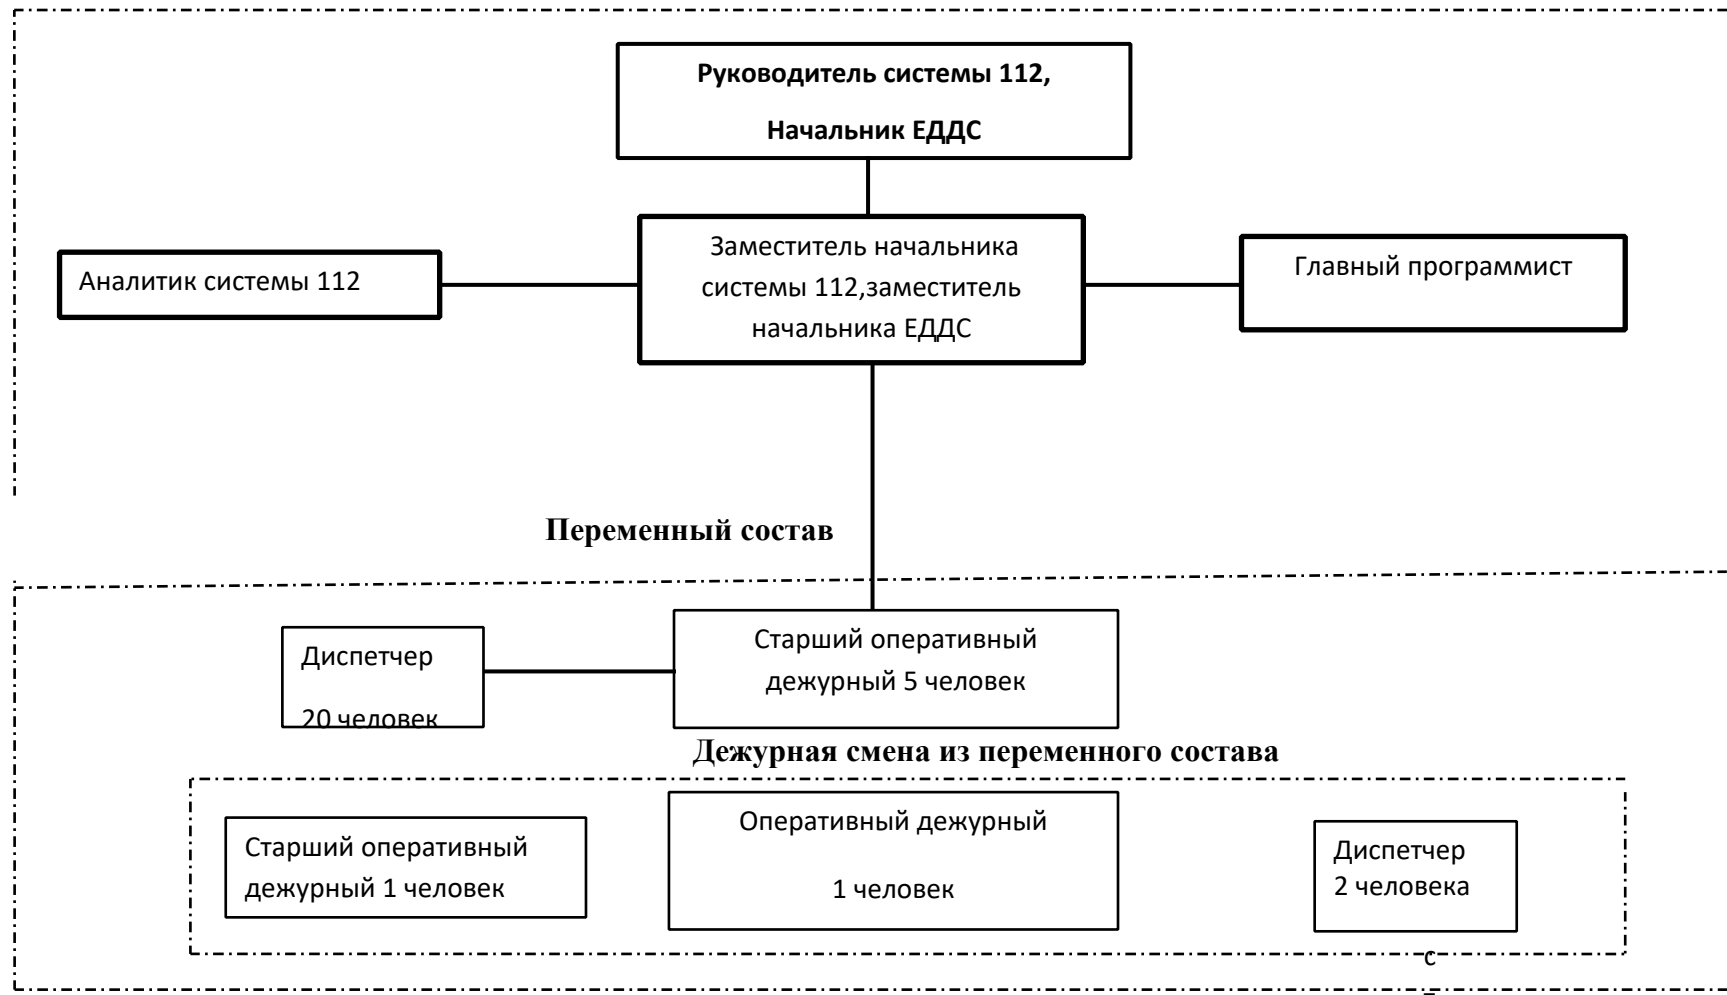 Руководитель системы 112,
Начальник ЕДДС
Заместитель начальника
системы 112,заместитель
начальника ЕДДС
Аналитик системы 112
Главный программист
Переменный состав
Старший оперативный
дежурный 5 человек
Диспетчер
20 человек
Дежурная смена из переменного состава
Старший оперативный
дежурный 1 человек
Оперативный дежурный
1 человек
Диспетчер
2 человека
с